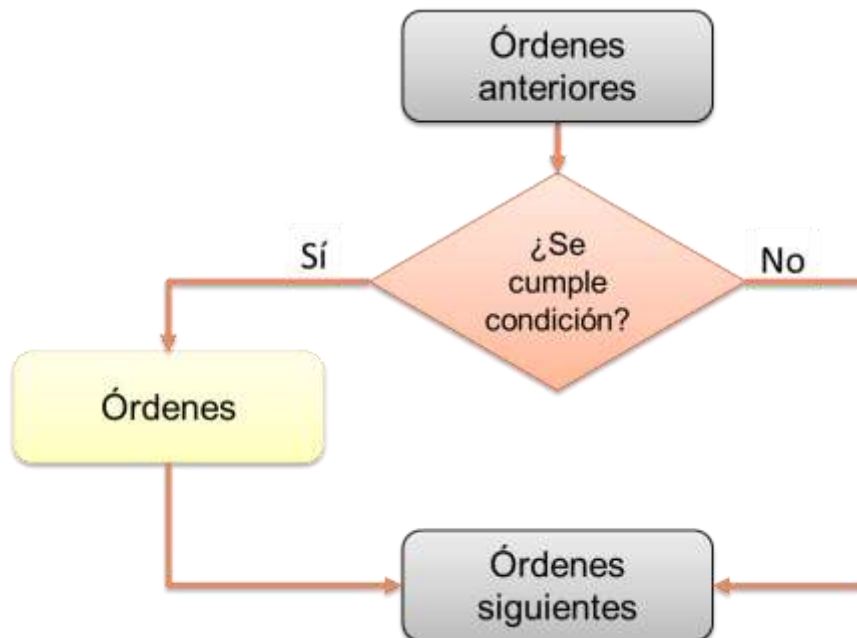 Órdenes
anteriores
¿Se
cumple
condición?
Sí
No
Órdenes
Órdenes
siguientes